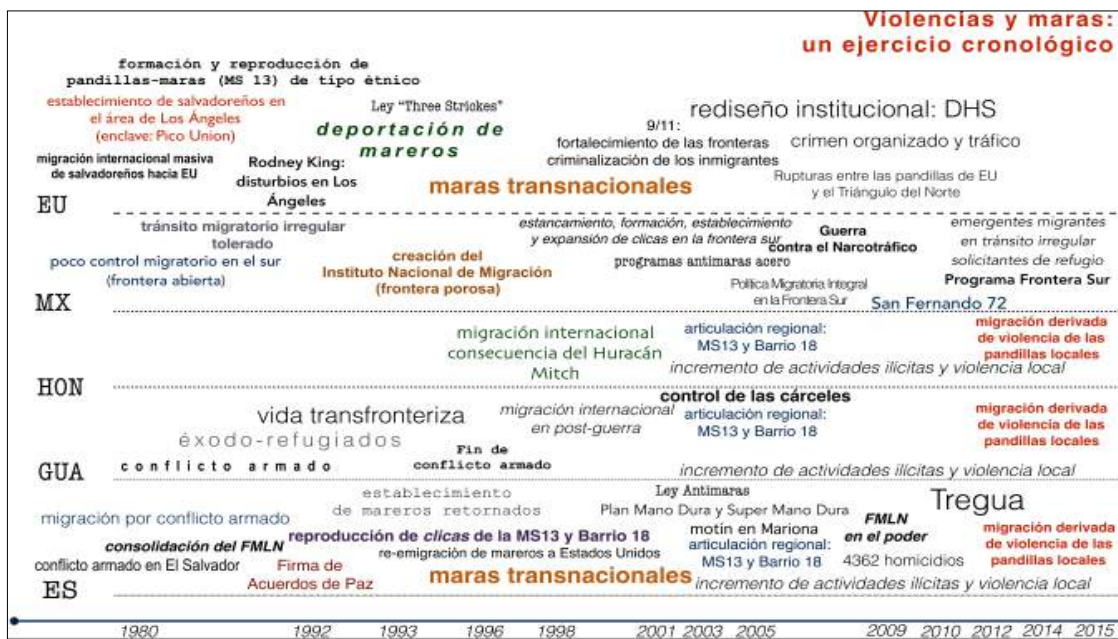 Violencias y maras:
un ejercicio cronológico
formación y reproducción de
pandillas-maras (MS 13) de tipo étnico
establecimiento de salvadoreños en
el área de Los Ángeles
(enclave: Pico Union)
migración internacional masiva
de salvadoreños hacia EU
Rodney King:
disturbios en Los
Ángeles
Ley "Three Strickes"
deportación de
mareros
maras transnacionales
9/11:
fortalecimiento de las fronteras
criminalización de los inmigrantes
rediseño institucional: DHS
crimen organizado y tráfico
Rupturas entre las pandillas de EU
y el Triángulo del Norte
EU
tránsito migratorio irregular
tolerado
poco control migratorio en el sur
(frontera abierta)
creación del
Instituto Nacional de Migración
(frontera porosa)
estancamiento, formación, establecimiento
y expansión de clicas en la frontera sur
programas antimaras acero
Guerra
contra el Narcotráfico
Política Migratoria Integral
en la Frontera Sur
San Fernando 72
emergentes migrantes
en tránsito irregular
solicitantes de refugio
Programa Frontera Sur
MX
migración internacional
consecuencia del Huracán
Mitch
articulación regional:
MS13 y Barrio 18
incremento de actividades ilícitas y violencia local
migración derivada
de violencia de las
pandillas locales
HON
vida transfronteriza
éxodo-refugiados
conflicto armado
Fin de
conflicto armado
migración internacional
en post-guerra
control de las cárceles
articulación regional:
MS13 y Barrio 18
incremento de actividades ilícitas y violencia local
migración derivada
de violencia de las
pandillas locales
GUA
migración por conflicto armado
consolidación del FMLN
conflicto armado en El Salvador
Firma de
Acuerdos de Paz
establecimiento
de mareros retornados
reproducción de clicas de la MS13 y Barrio 18
re-emigración de mareros a Estados Unidos
maras transnacionales
Ley Antimaras
Plan Mano Dura y Super Mano Dura
motín en Mariona
articulación regional:
MS13 y Barrio 18
incremento de actividades ilícitas y violencia local
FMLN
en el poder
4362 homicidios
Tregua
migración derivada
de violencia de las
pandillas locales
ES
1980 1992 1993 1996 1998 2001 2003 2005 2009 2010 2012 2014 2015